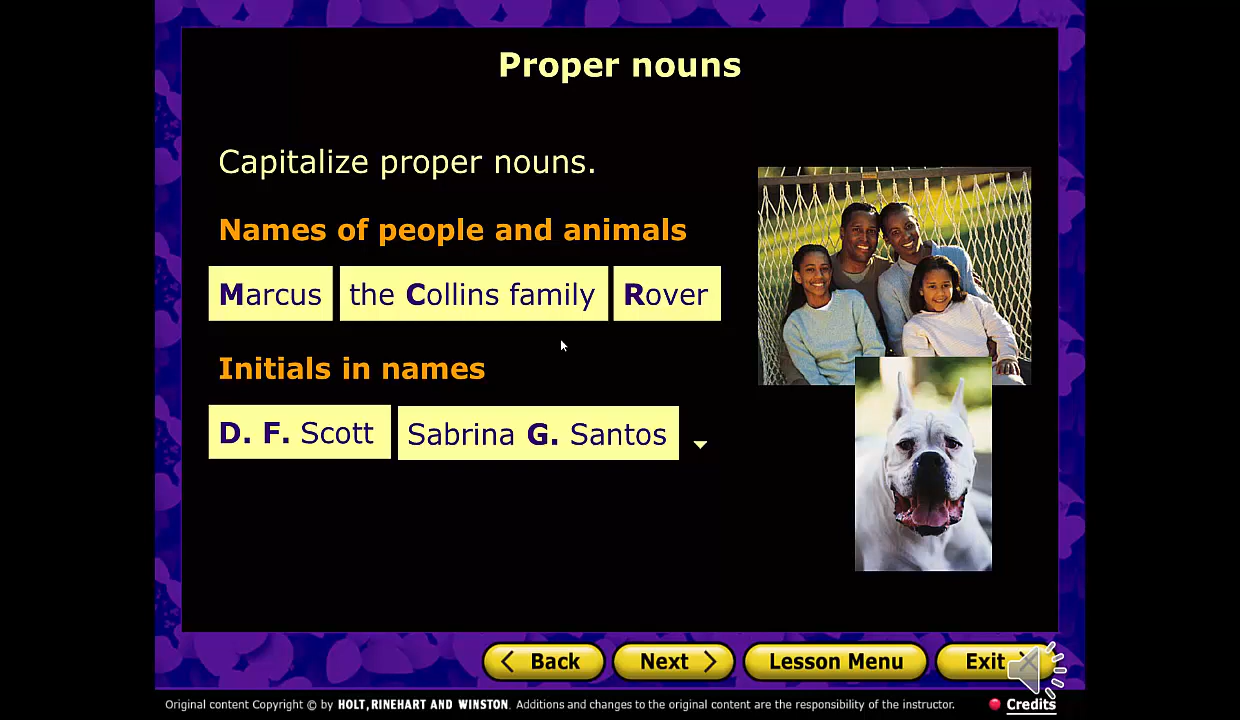 Proper nouns
Capitalize proper nouns.
Names of people and animals
Marcus the Collins family Rover
Initials in names
D. F. Scott Sabrina G. Santos
Back Next Lesson Menu Exit
Original content Copyright © by HOLT, RINEHART AND WINSTON. Additions and changes to the original content are the responsibility of the instructor. Credits